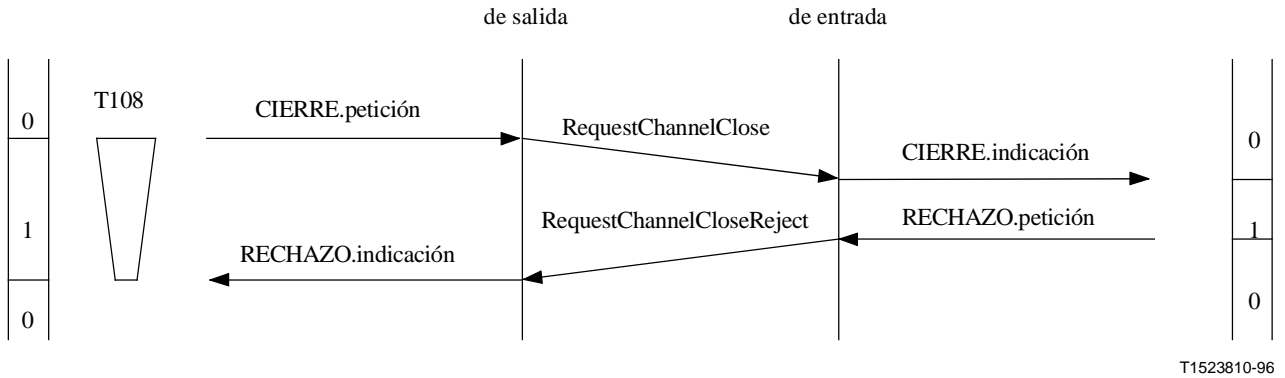 de salida
de entrada
T108
0
CIERRE.petición
RequestChannelClose
0
CIERRE.indicación
RequestChannelCloseReject
RECHAZO.petición
1
1
RECHAZO.indicación
0
0
T1523810-96